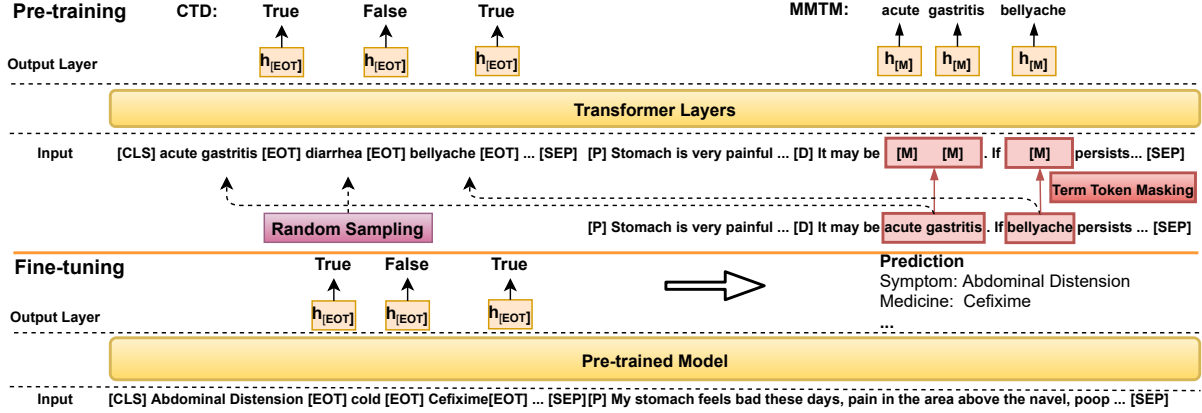 Pre-training CTD: True False True MMTM: acute gastritis bellyache
Output Layer h[EOT] h[EOT] h[EOT] h[M] h[M] h[M]
Transformer Layers
Input [CLS] acute gastritis [EOT] diarrhea [EOT] bellyache [EOT] ... [SEP] [P] Stomach is very painful ... [D] It may be [M] [M] . If [M] persists... [SEP]
Term Token Masking
Random Sampling [P] Stomach is very painful ... [D] It may be acute gastritis . If bellyache persists ... [SEP]
Fine-tuning True False True Prediction
Symptom: Abdominal Distension
Medicine: Cefixime
Output Layer h[EOT] h[EOT] h[EOT] ...
Pre-trained Model
Input [CLS] Abdominal Distension [EOT] cold [EOT] Cefixime[EOT] ... [SEP][P] My stomach feels bad these days, pain in the area above the navel, poop ... [SEP]